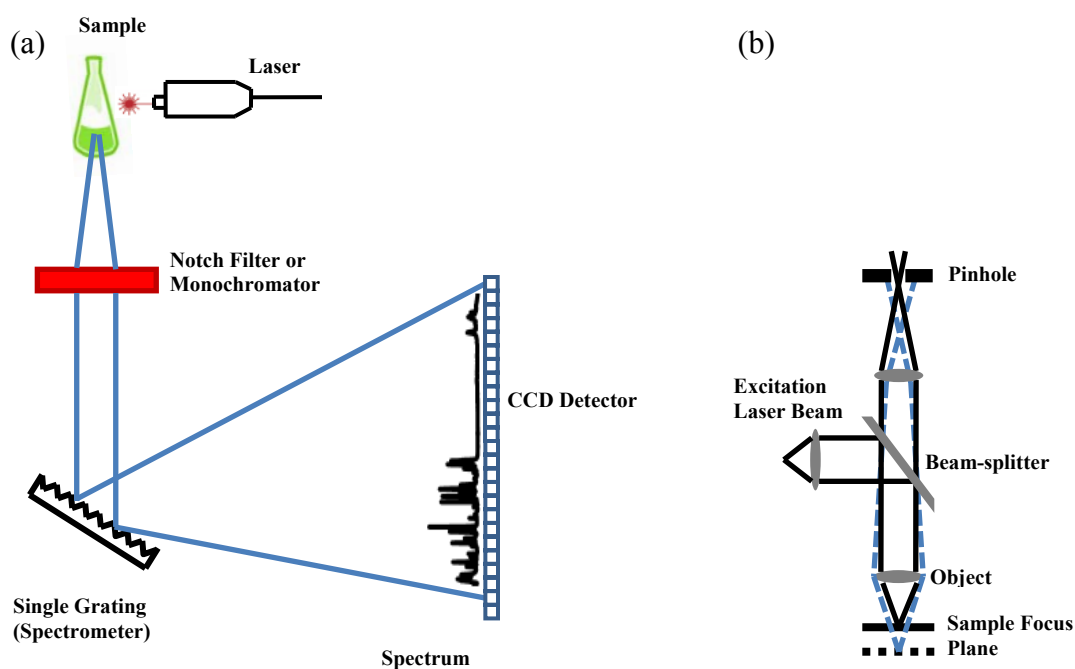 (a)
Sample
Laser
Notch Filter or
Monochromator
CCD Detector
Single Grating
(Spectrometer)
Spectrum
(b)
Pinhole
Excitation
Laser Beam
Beam-splitter
Object
Sample Focus
Plane